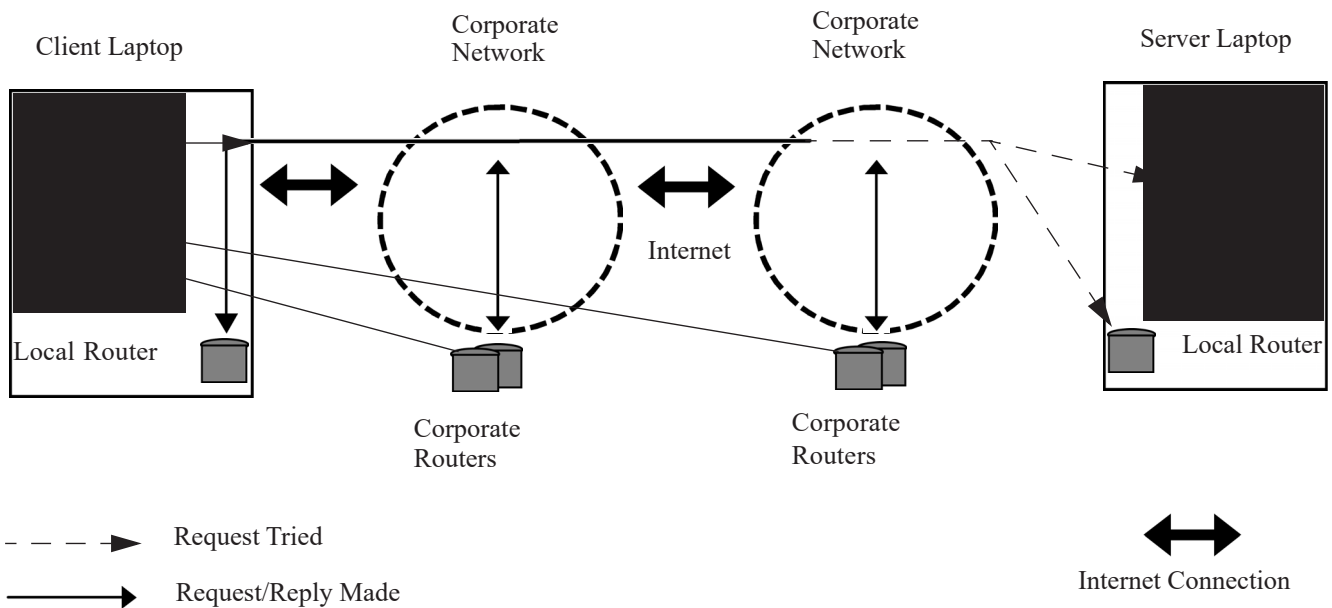 Client Laptop
Corporate
Network
Corporate
Network
Server Laptop
Internet
Local Router
Local Router
Corporate
Routers
Corporate
Routers
Request Tried
Request/Reply Made
Internet Connection